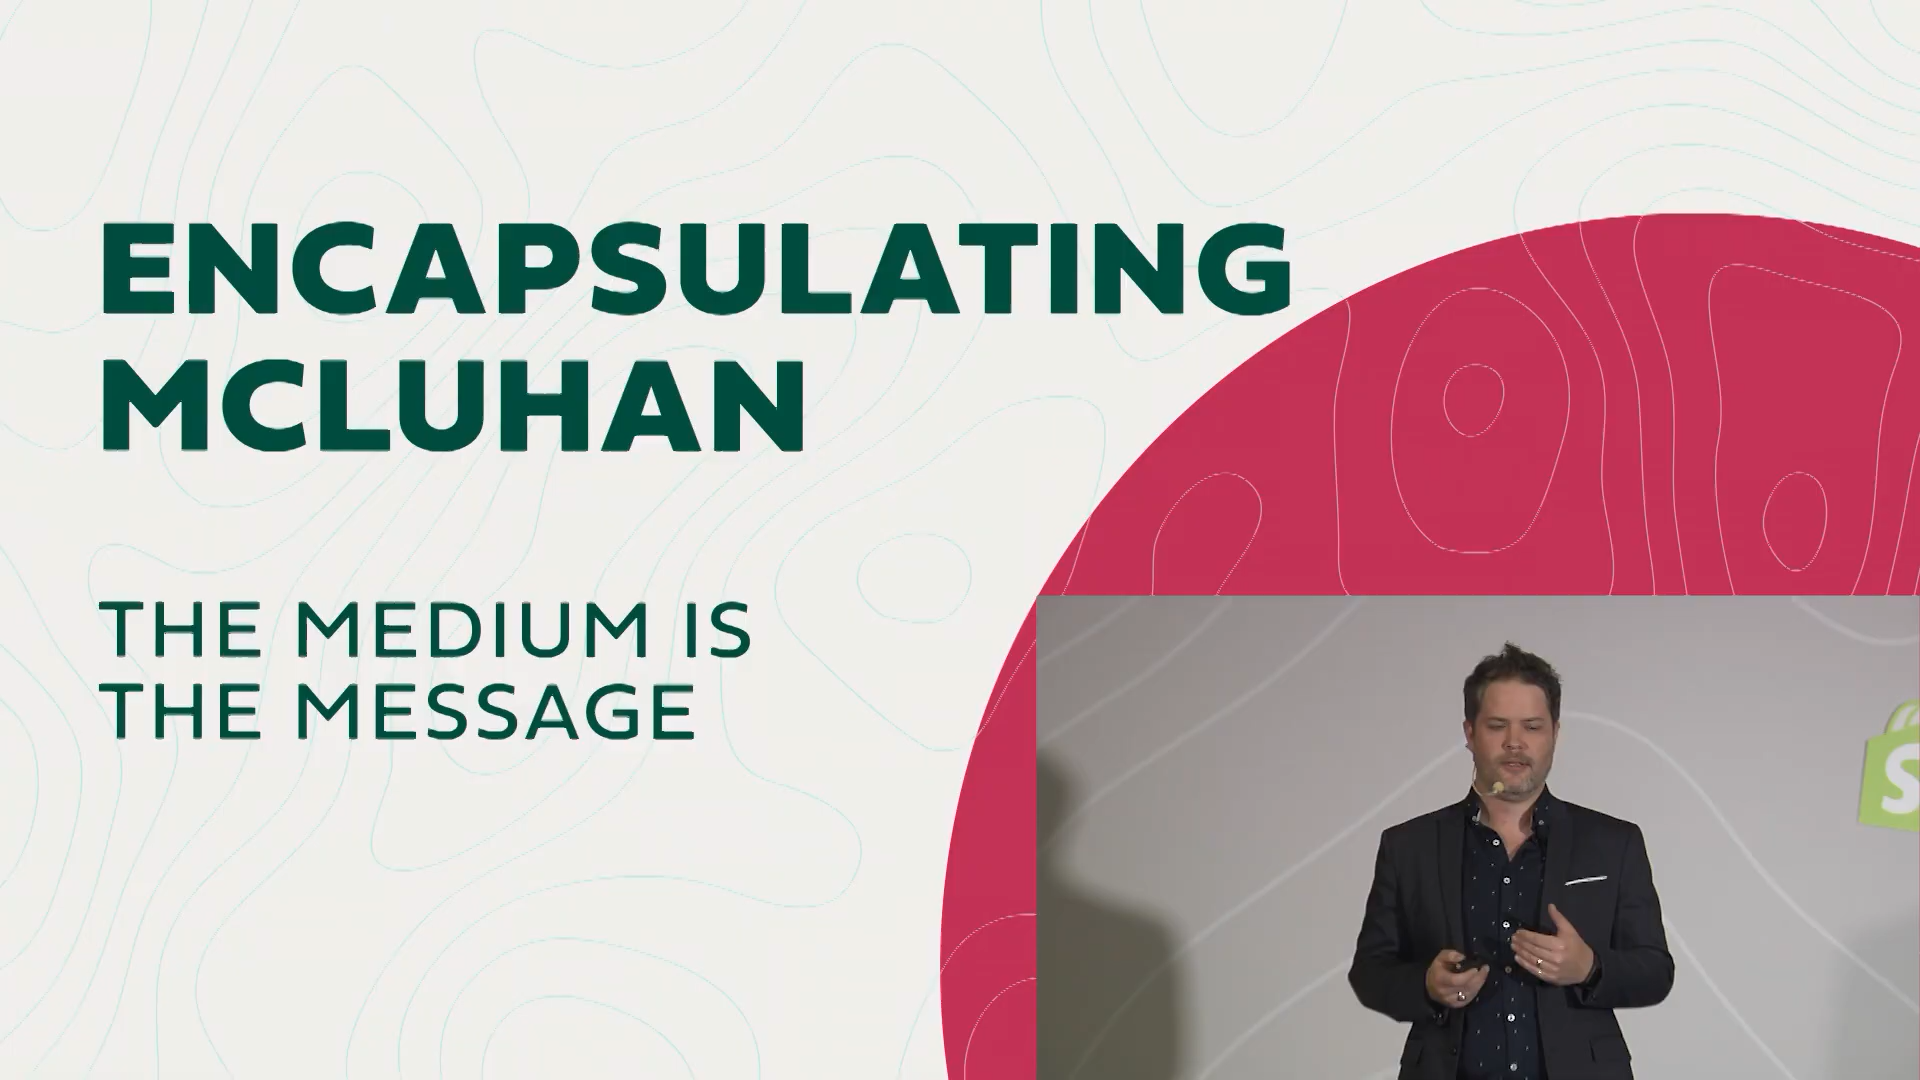 ENCAPSULATING
MCLUHAN
THE MEDIUM IS
THE MESSAGE
S